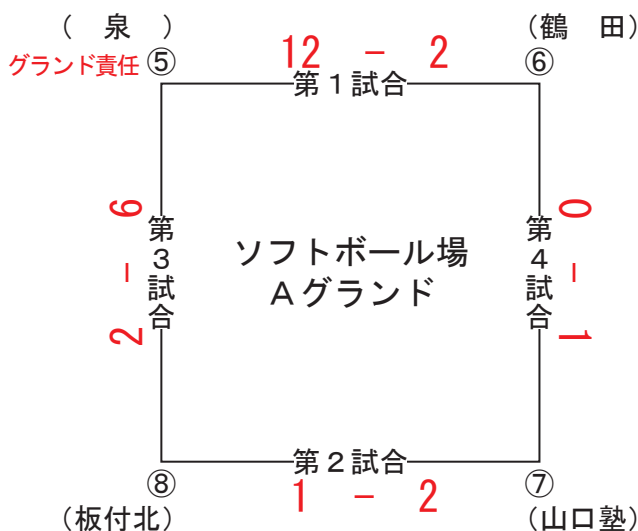 (　泉　)
12 － 2
(鶴　田)
グランド責任 ⑤
⑥
第１試合
6 － 2
第３試合
ソフトボール場
Ａグランド
第４試合
0 － 1
第２試合
⑧
1 － 2
⑦
(板付北)
(山口塾)